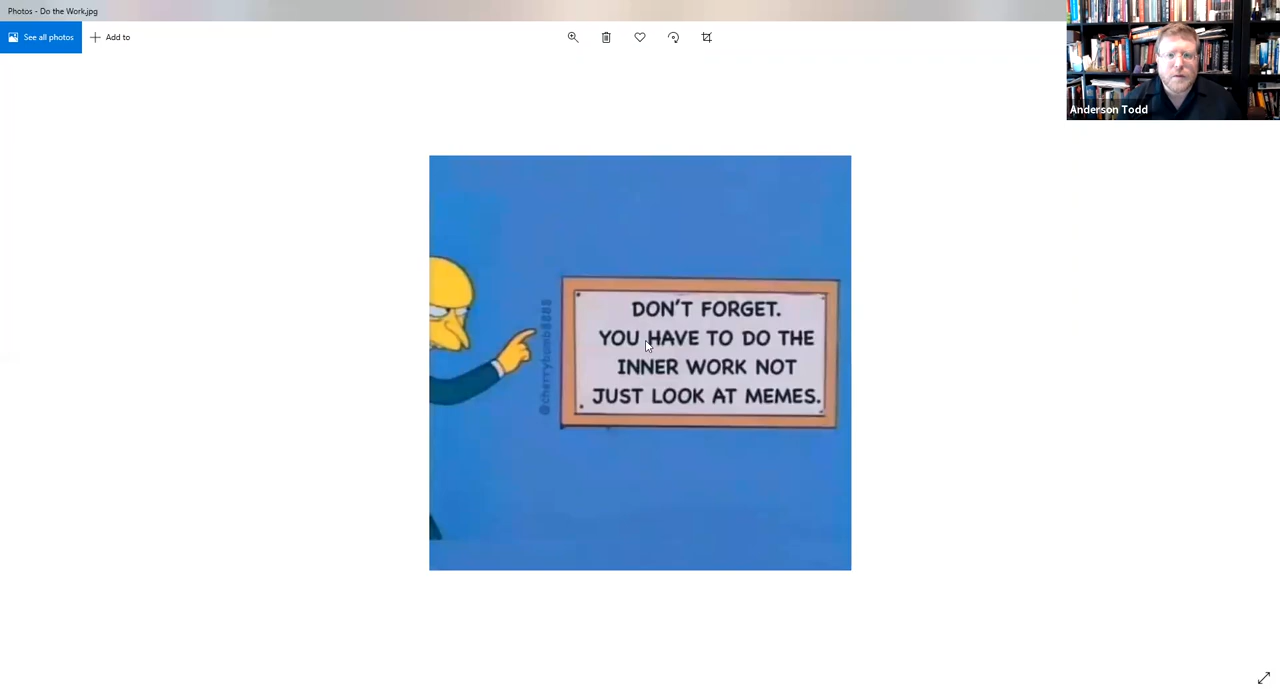 Photos - Do the Work.jpg
See all photos
Add to
Anderson Todd
DON'T FORGET.
YOU HAVE TO DO THE
INNER WORK NOT
JUST LOOK AT MEMES.
@cherrybomb8888